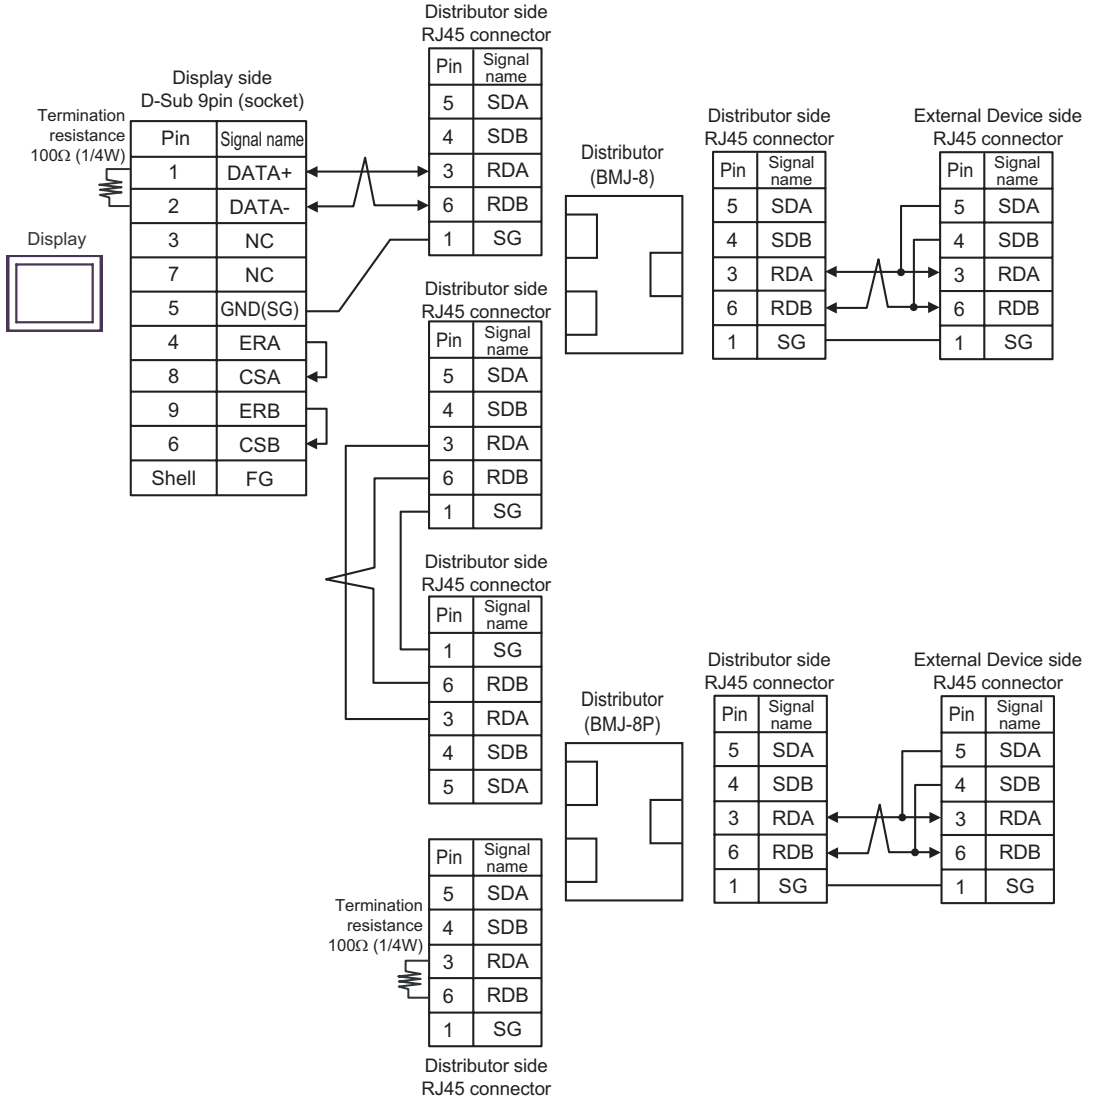 Display side
D-Sub 9pin (socket)
Termination
resistance
100Ω (1/4W)
Pin Signal name
1 DATA+
2 DATA-
3 NC
7 NC
5 GND(SG)
4 ERA
8 CSA
9 ERB
6 CSB
Shell FG
Display
Distributor side
RJ45 connector
Pin Signal
name
5 SDA
4 SDB
3 RDA
6 RDB
1 SG
Distributor
(BMJ-8)
Distributor side
RJ45 connector
Pin Signal
name
5 SDA
4 SDB
3 RDA
6 RDB
1 SG
External Device side
RJ45 connector
Pin Signal
name
5 SDA
4 SDB
3 RDA
6 RDB
1 SG
Distributor side
RJ45 connector
Pin Signal
name
5 SDA
4 SDB
3 RDA
6 RDB
1 SG
Distributor side
RJ45 connector
Pin Signal
name
1 SG
6 RDB
3 RDA
4 SDB
5 SDA
Distributor
(BMJ-8P)
Distributor side
RJ45 connector
Pin Signal
name
5 SDA
4 SDB
3 RDA
6 RDB
1 SG
External Device side
RJ45 connector
Pin Signal
name
5 SDA
4 SDB
3 RDA
6 RDB
1 SG
Termination
resistance
100Ω (1/4W)
Pin Signal
name
5 SDA
4 SDB
3 RDA
6 RDB
1 SG
Distributor side
RJ45 connector